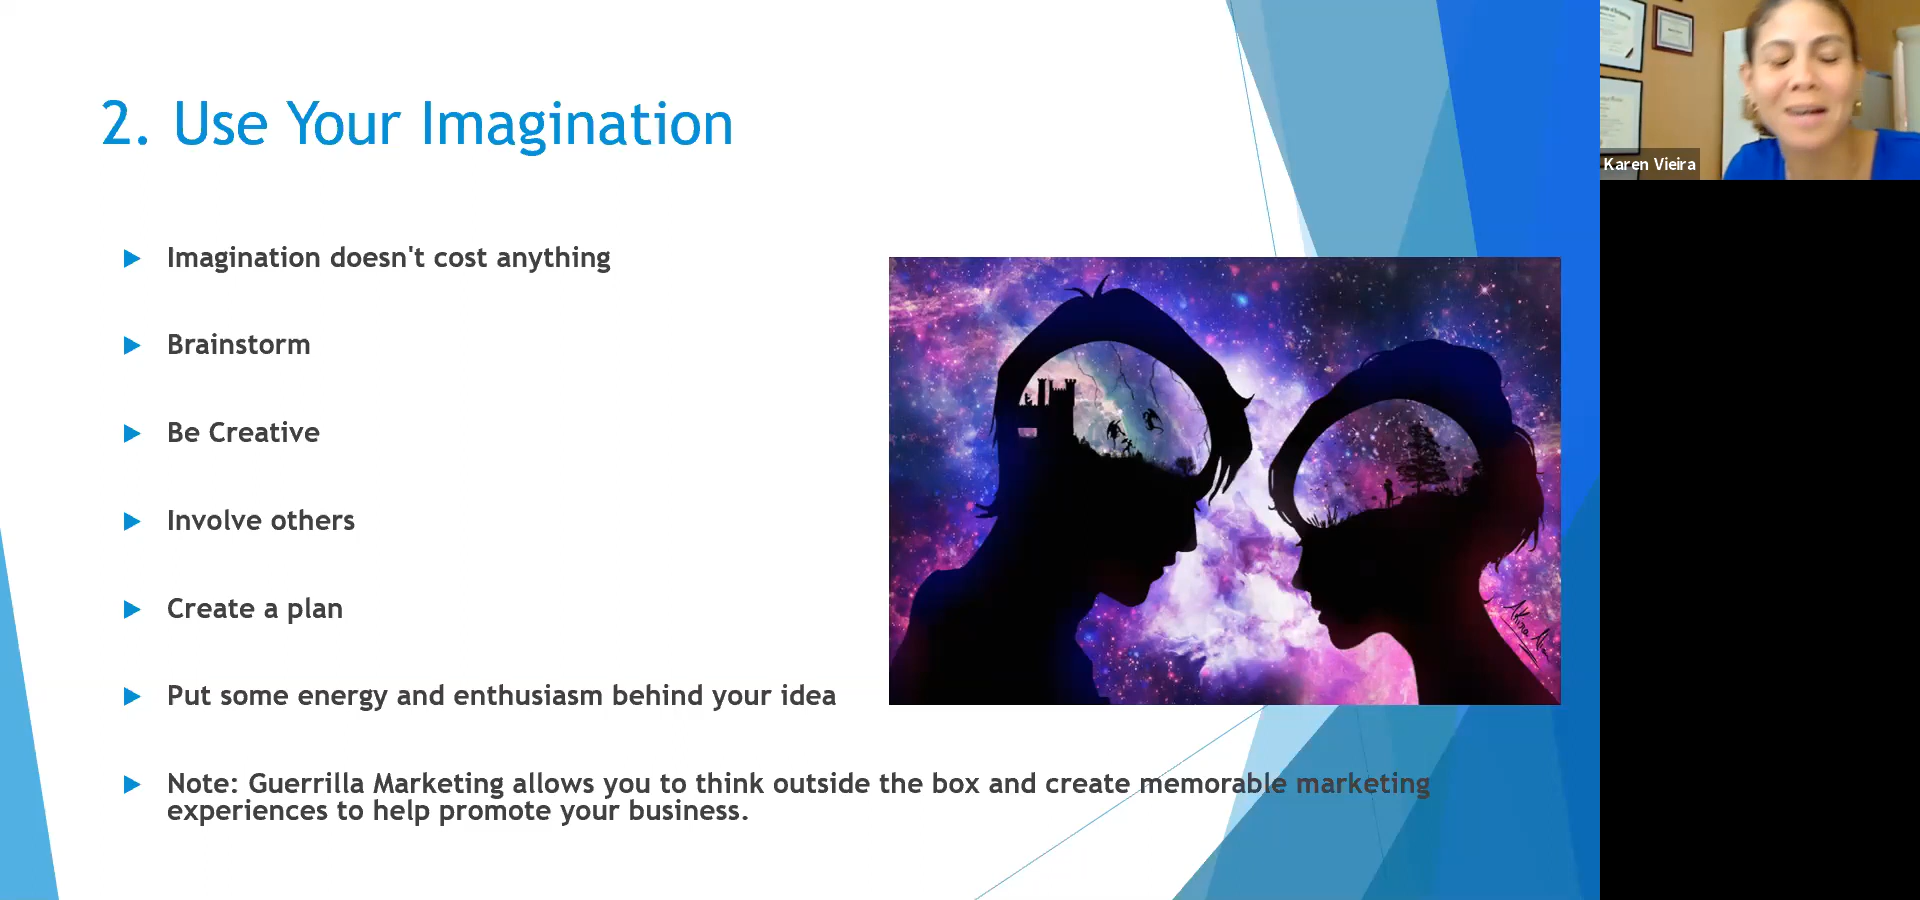 2. Use Your Imagination
Imagination doesn't cost anything
Brainstorm
Be Creative
Involve others
Create a plan
Put some energy and enthusiasm behind your idea
Note: Guerrilla Marketing allows you to think outside the box and create memorable marketing
experiences to help promote your business.
Karen Vieira